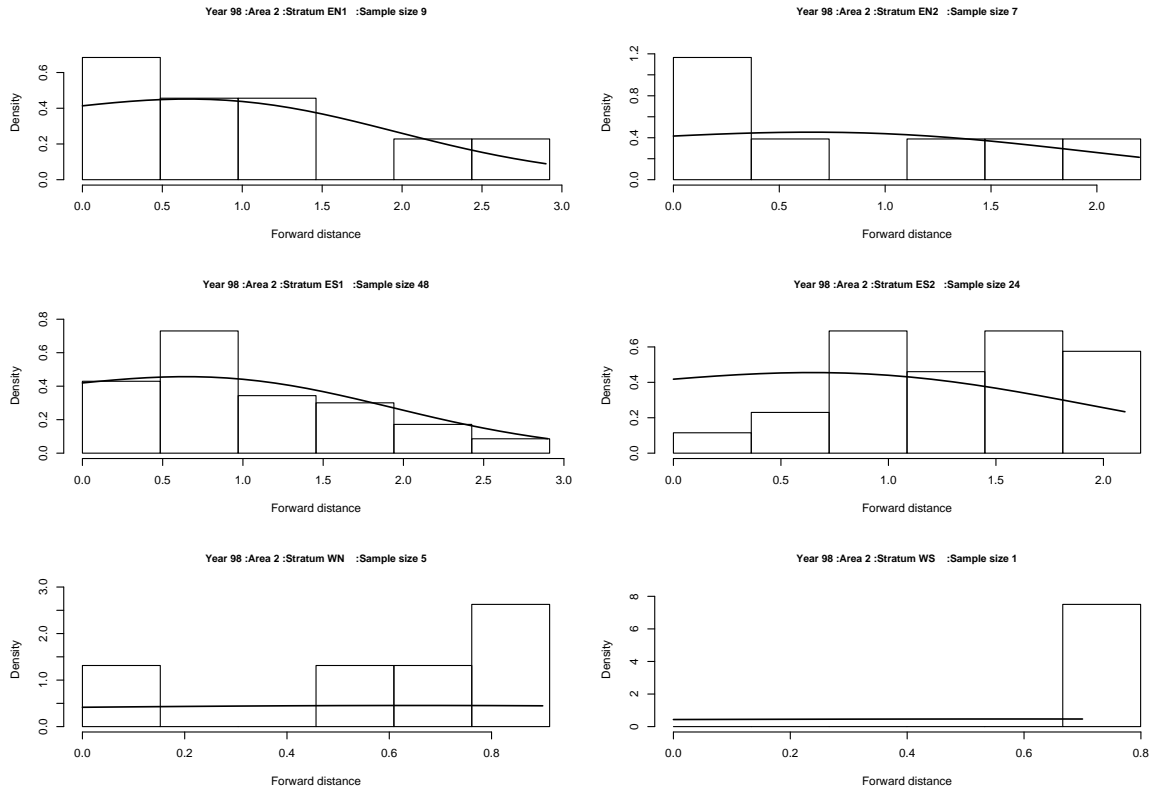 Year 98 :Area 2 :Stratum EN1 :Sample size 9
Density
0.0 0.2 0.4 0.6
0.0 0.5 1.0 1.5 2.0 2.5 3.0
Forward distance
Year 98 :Area 2 :Stratum EN2 :Sample size 7
Density
0.0 0.4 0.8 1.2
0.0 0.5 1.0 1.5 2.0
Forward distance
Year 98 :Area 2 :Stratum ES1 :Sample size 48
Density
0.0 0.2 0.4 0.6 0.8
0.0 0.5 1.0 1.5 2.0 2.5 3.0
Forward distance
Year 98 :Area 2 :Stratum ES2 :Sample size 24
Density
0.0 0.2 0.4 0.6
0.0 0.5 1.0 1.5 2.0
Forward distance
Year 98 :Area 2 :Stratum WN :Sample size 5
Density
0.0 1.0 2.0 3.0
0.0 0.2 0.4 0.6 0.8
Forward distance
Year 98 :Area 2 :Stratum WS :Sample size 1
Density
0 2 4 6 8
0.0 0.2 0.4 0.6 0.8
Forward distance